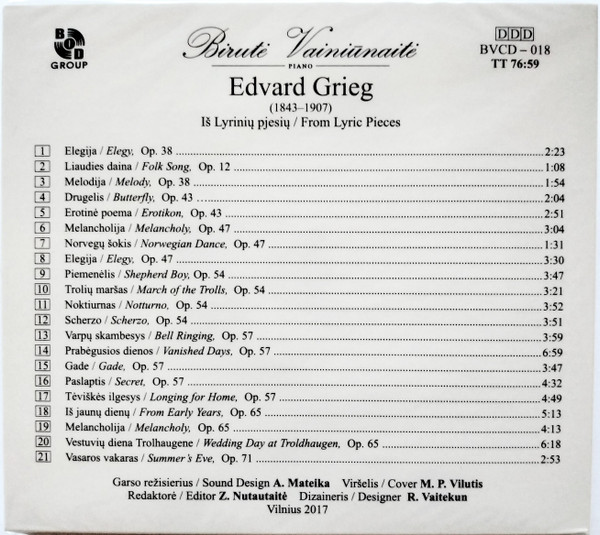 BOD
GROUP
Birutė Vainiūnaitė
PIANO
DDD
BVCD – 018
TT 76:59
Edvard Grieg
(1843–1907)
Iš Lyrinių pjesių / From Lyric Pieces
1 Elegija / Elegy, Op. 38 2:23
2 Liaudies daina / Folk Song, Op. 12 1:08
3 Melodija / Melody, Op. 38 1:54
4 Drugelis / Butterfly, Op. 43 2:04
5 Erotinė poema / Erotikon, Op. 43 2:51
6 Melancholija / Melancholy, Op. 47 3:04
7 Norvegų šokis / Norwegian Dance, Op. 47 1:31
8 Elegija / Elegy, Op. 47 3:30
9 Piemenėlis / Shepherd Boy, Op. 54 3:47
10 Trolių maršas / March of the Trolls, Op. 54 3:21
11 Noktiurnas / Notturno, Op. 54 3:52
12 Scherzo / Scherzo, Op. 54 3:51
13 Varpų skambesys / Bell Ringing, Op. 57 3:59
14 Prabėgusios dienos / Vanished Days, Op. 57 6:59
15 Gade / Gade, Op. 57 3:47
16 Paslaptis / Secret, Op. 57 4:32
17 Tėviškės ilgesys / Longing for Home, Op. 57 4:49
18 Iš jaunų dienų / From Early Years, Op. 65 5:13
19 Melancholija / Melancholy, Op. 65 4:13
20 Vestuvių diena Trolhaugene / Wedding Day at Troldhaugen, Op. 65 6:18
21 Vasaros vakaras / Summer's Eve, Op. 71 2:53
Garso režisierius / Sound Design A. Mateika Viršelis / Cover M. P. Vilutis
Redaktorė / Editor Z. Nutautaitė Dizaineris / Designer R. Vaitekun
Vilnius 2017